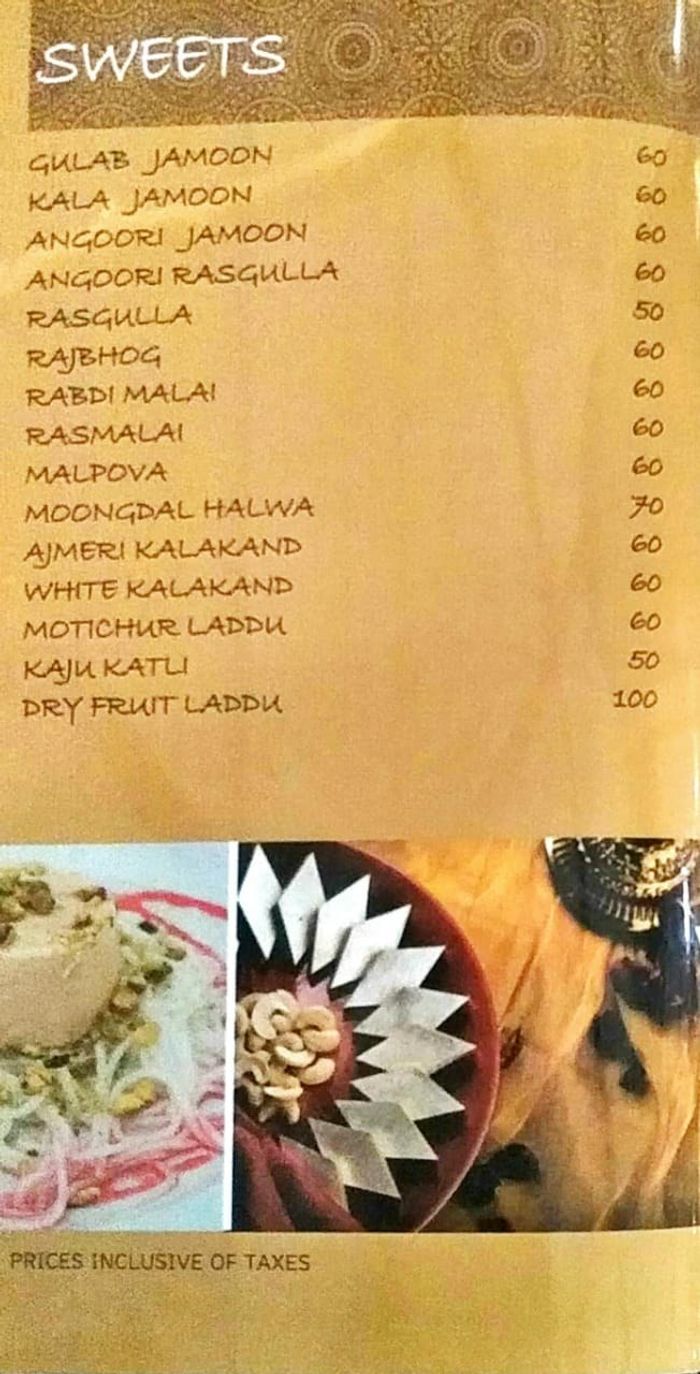 SWEETS
GULAB JAMOON 60
KALA JAMOON 60
ANGOORI JAMOON 60
ANGOORI RASGULLA 60
RASGULLA 50
RAJBHOG 60
RABDI MALAI 60
RASMALAI 60
MALPOVA 60
MOONGDAL HALWA 70
AJMERI KALAKAND 60
WHITE KALAKAND 60
MOTICHUR LADDU 60
KAJU KATLI 50
DRY FRUIT LADDU 100
PRICES INCLUSIVE OF TAXES